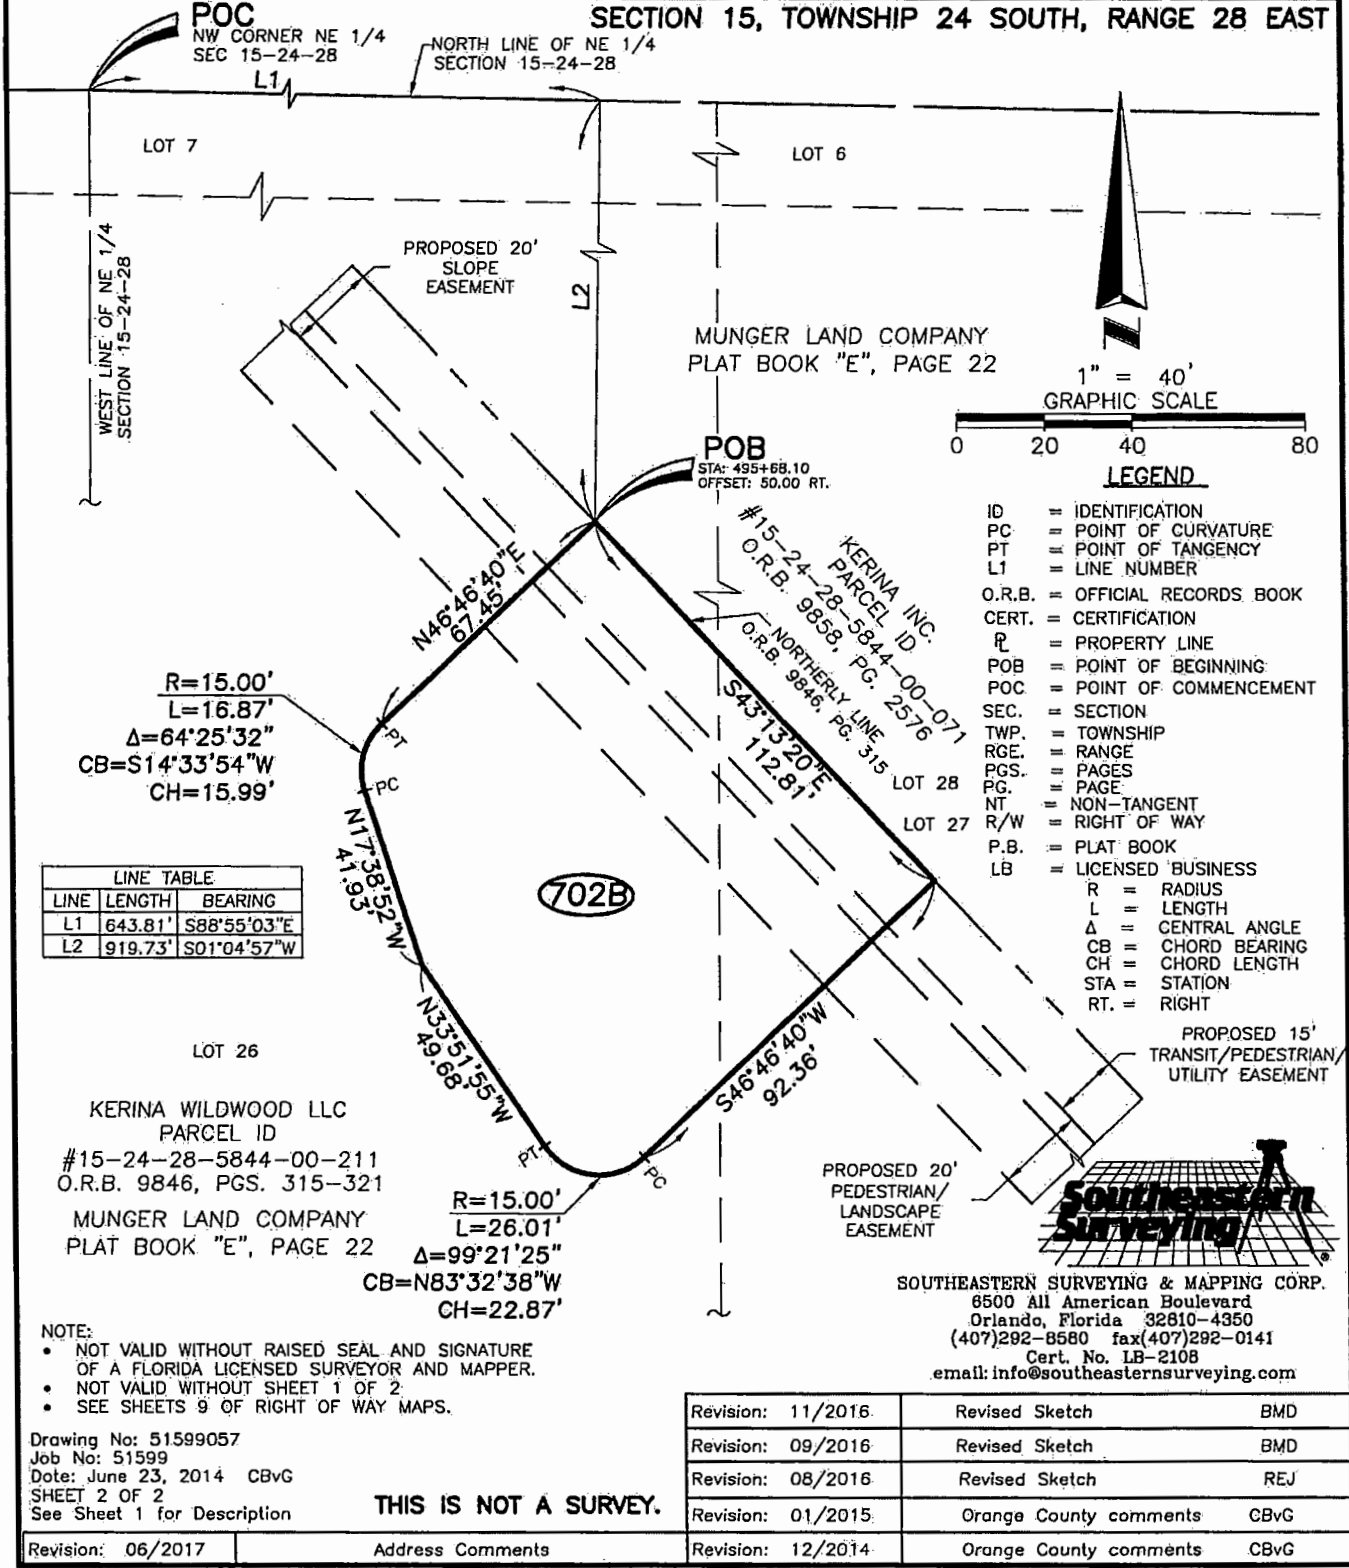 SECTION 15, TOWNSHIP 24 SOUTH, RANGE 28 EAST
POC
NW CORNER NE 1/4
SEC 15-24-28
NORTH LINE OF NE 1/4
SECTION 15-24-28
L1
LOT 7
LOT 6
WEST LINE OF NE 1/4
SECTION 15-24-28
PROPOSED 20'
SLOPE
EASEMENT
L2
MUNGER LAND COMPANY
PLAT BOOK "E", PAGE 22
N
1" = 40'
GRAPHIC SCALE
0 20 40 80
POB
STA: 495+68.10
OFFSET: 50.00 RT.
LEGEND
ID = IDENTIFICATION
PC = POINT OF CURVATURE
PT = POINT OF TANGENCY
L1 = LINE NUMBER
O.R.B. = OFFICIAL RECORDS BOOK
CERT. = CERTIFICATION
PL = PROPERTY LINE
POB = POINT OF BEGINNING
POC = POINT OF COMMENCEMENT
SEC. = SECTION
TWP. = TOWNSHIP
RGE. = RANGE
PGS. = PAGES
PG. = PAGE
NT = NON-TANGENT
R/W = RIGHT OF WAY
P.B. = PLAT BOOK
LB = LICENSED BUSINESS
R = RADIUS
L = LENGTH
Δ = CENTRAL ANGLE
CB = CHORD BEARING
CH = CHORD LENGTH
STA = STATION
RT. = RIGHT
KERINA INC.
PARCEL ID
#15-24-28-5844-00-071
O.R.B. 9858, PG. 2576
NORTHERLY LINE
O.R.B. 9846, PG. 315
S43°13'20"E
112.81'
N46°46'40"E
67.45'
R=15.00'
L=16.87'
Δ=64°25'32"
CB=S14°33'54"W
CH=15.99'
PT
PC
N17°38'52"W
41.93'
LOT 28
LOT 27
702B
LINE TABLE
LINE LENGTH BEARING
L1 643.81' S88°55'03"E
L2 919.73' S01°04'57"W
N33°51'55"W
49.68'
S46°46'40"W
92.36'
LOT 26
KERINA WILDWOOD LLC
PARCEL ID
#15-24-28-5844-00-211
O.R.B. 9846, PGS. 315-321
MUNGER LAND COMPANY
PLAT BOOK "E", PAGE 22
PT
PC
R=15.00'
L=26.01'
Δ=99°21'25"
CB=N83°32'38"W
CH=22.87'
PROPOSED 15'
TRANSIT/PEDESTRIAN/
UTILITY EASEMENT
PROPOSED 20'
PEDESTRIAN/
LANDSCAPE
EASEMENT
Southeastern
Surveying
®
SOUTHEASTERN SURVEYING & MAPPING CORP.
6500 All American Boulevard
Orlando, Florida 32810-4350
(407)292-8580 fax(407)292-0141
Cert. No. LB-2108
email: info@southeasternsurveying.com
NOTE:
• NOT VALID WITHOUT RAISED SEAL AND SIGNATURE
OF A FLORIDA LICENSED SURVEYOR AND MAPPER.
• NOT VALID WITHOUT SHEET 1 OF 2
• SEE SHEETS 9 OF RIGHT OF WAY MAPS.
Drawing No: 51599057
Job No: 51599
Date: June 23, 2014 CBvG
SHEET 2 OF 2
See Sheet 1 for Description
THIS IS NOT A SURVEY.
Revision: 11/2016 Revised Sketch BMD
Revision: 09/2016 Revised Sketch BMD
Revision: 08/2016 Revised Sketch REJ
Revision: 01/2015 Orange County comments CBvG
Revision: 06/2017 Address Comments
Revision: 12/2014 Orange County comments CBvG